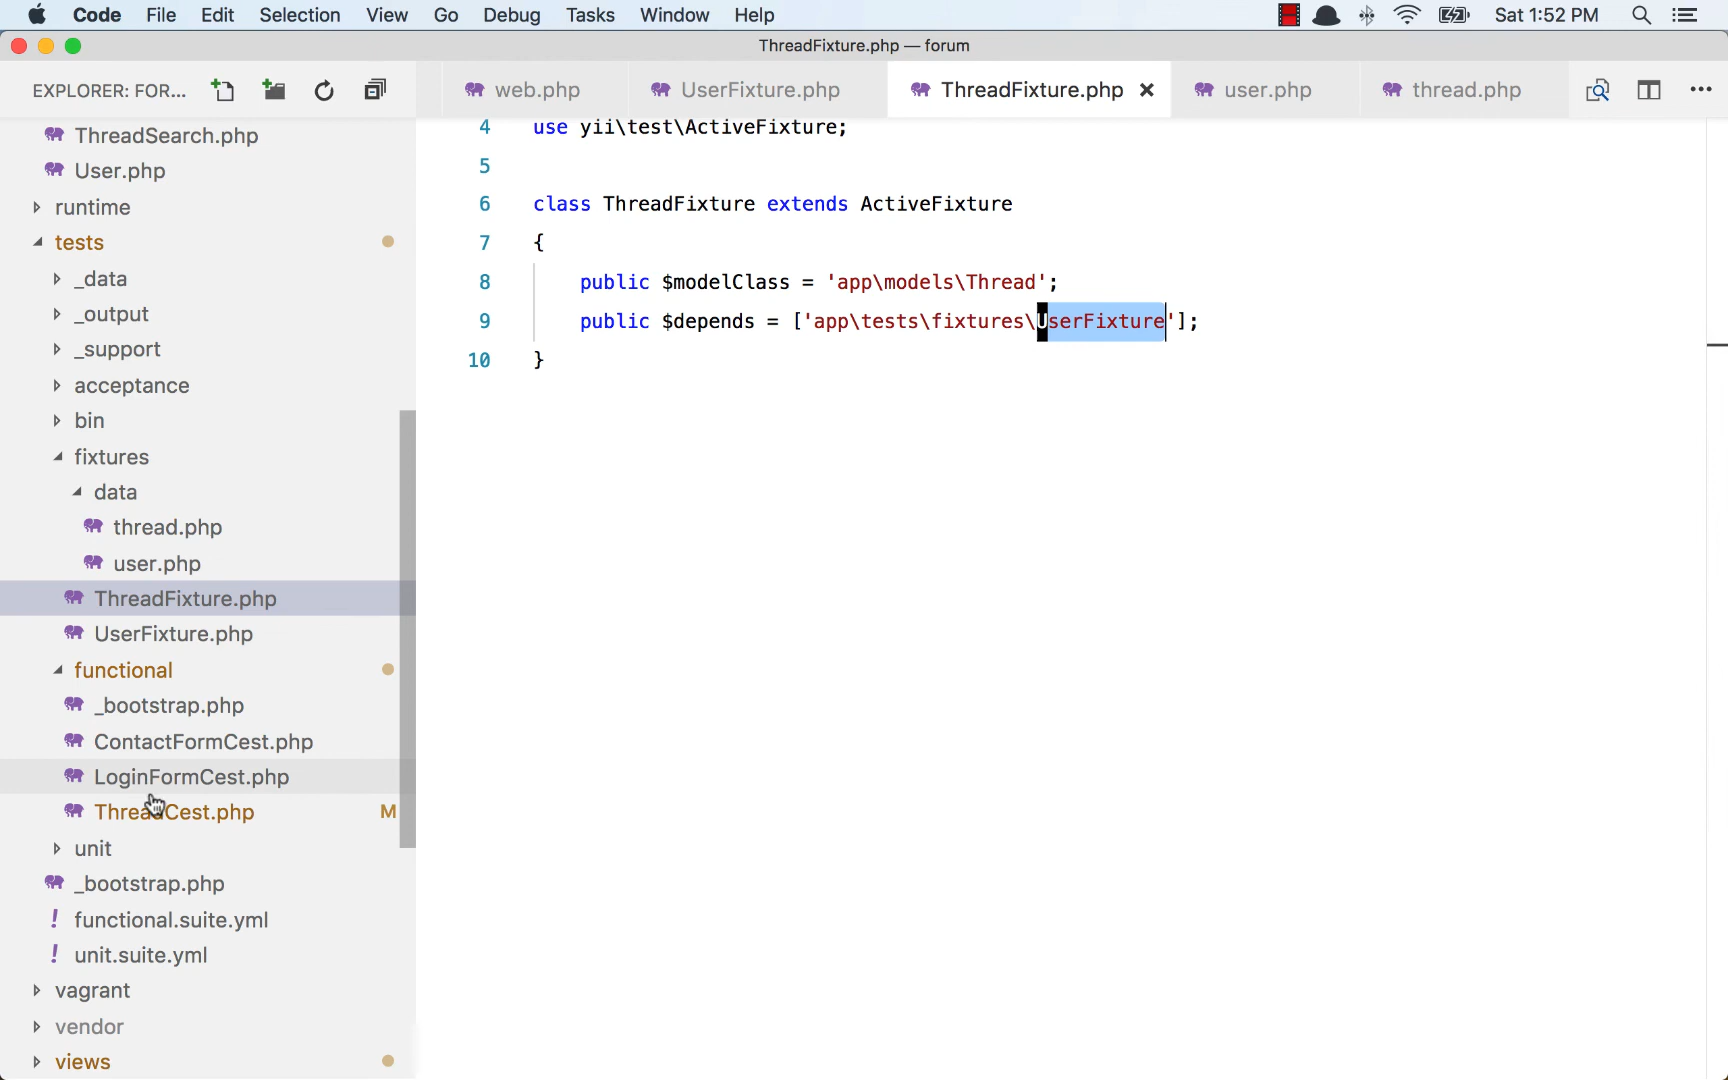 Code File Edit Selection View Go Debug Tasks Window Help Sat 1:52 PM
ThreadFixture.php — forum
EXPLORER: FOR...
web.php UserFixture.php ThreadFixture.php user.php thread.php
ThreadSearch.php
User.php
runtime
tests
_data
_output
_support
acceptance
bin
fixtures
data
thread.php
user.php
ThreadFixture.php
UserFixture.php
functional
_bootstrap.php
ContactFormCest.php
LoginFormCest.php
ThreadCest.php M
unit
_bootstrap.php
! functional.suite.yml
! unit.suite.yml
vagrant
vendor
views
4 use yii\test\ActiveFixture;
5
6 class ThreadFixture extends ActiveFixture
7 {
8 public $modelClass = 'app\models\Thread';
9 public $depends = ['app\tests\fixtures\UserFixture'];
10 }